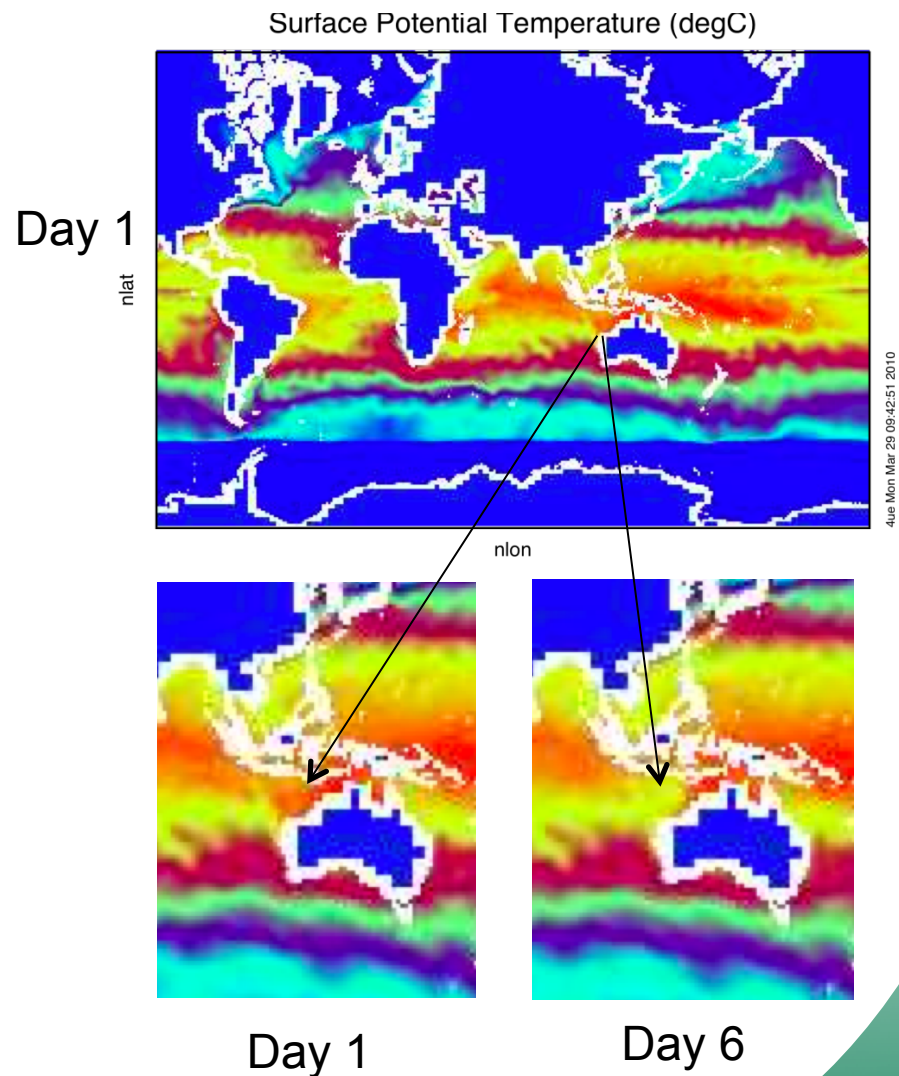 Surface Potential Temperature (degC)
Day 1
nlat
4ue Mon Mar 29 09:42:51 2010
nlon
Day 1
Day 6